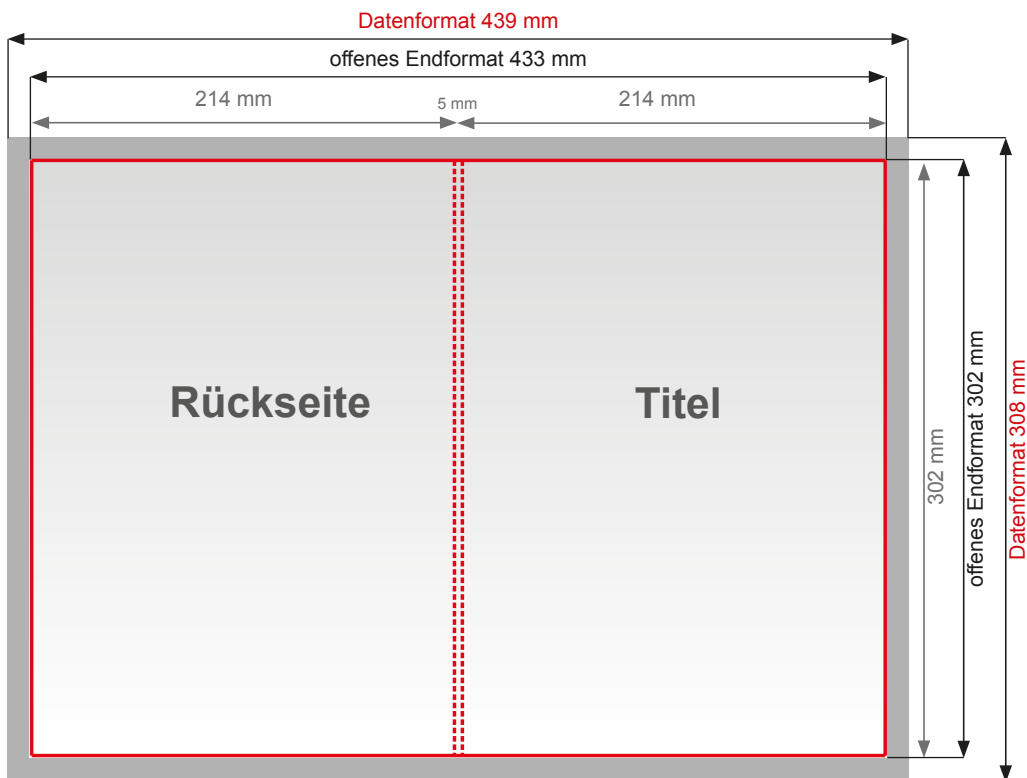 Datenformat 439 mm
offenes Endformat 433 mm
214 mm
5 mm
214 mm
Rückseite
Titel
302 mm
offenes Endformat 302 mm
Datenformat 308 mm